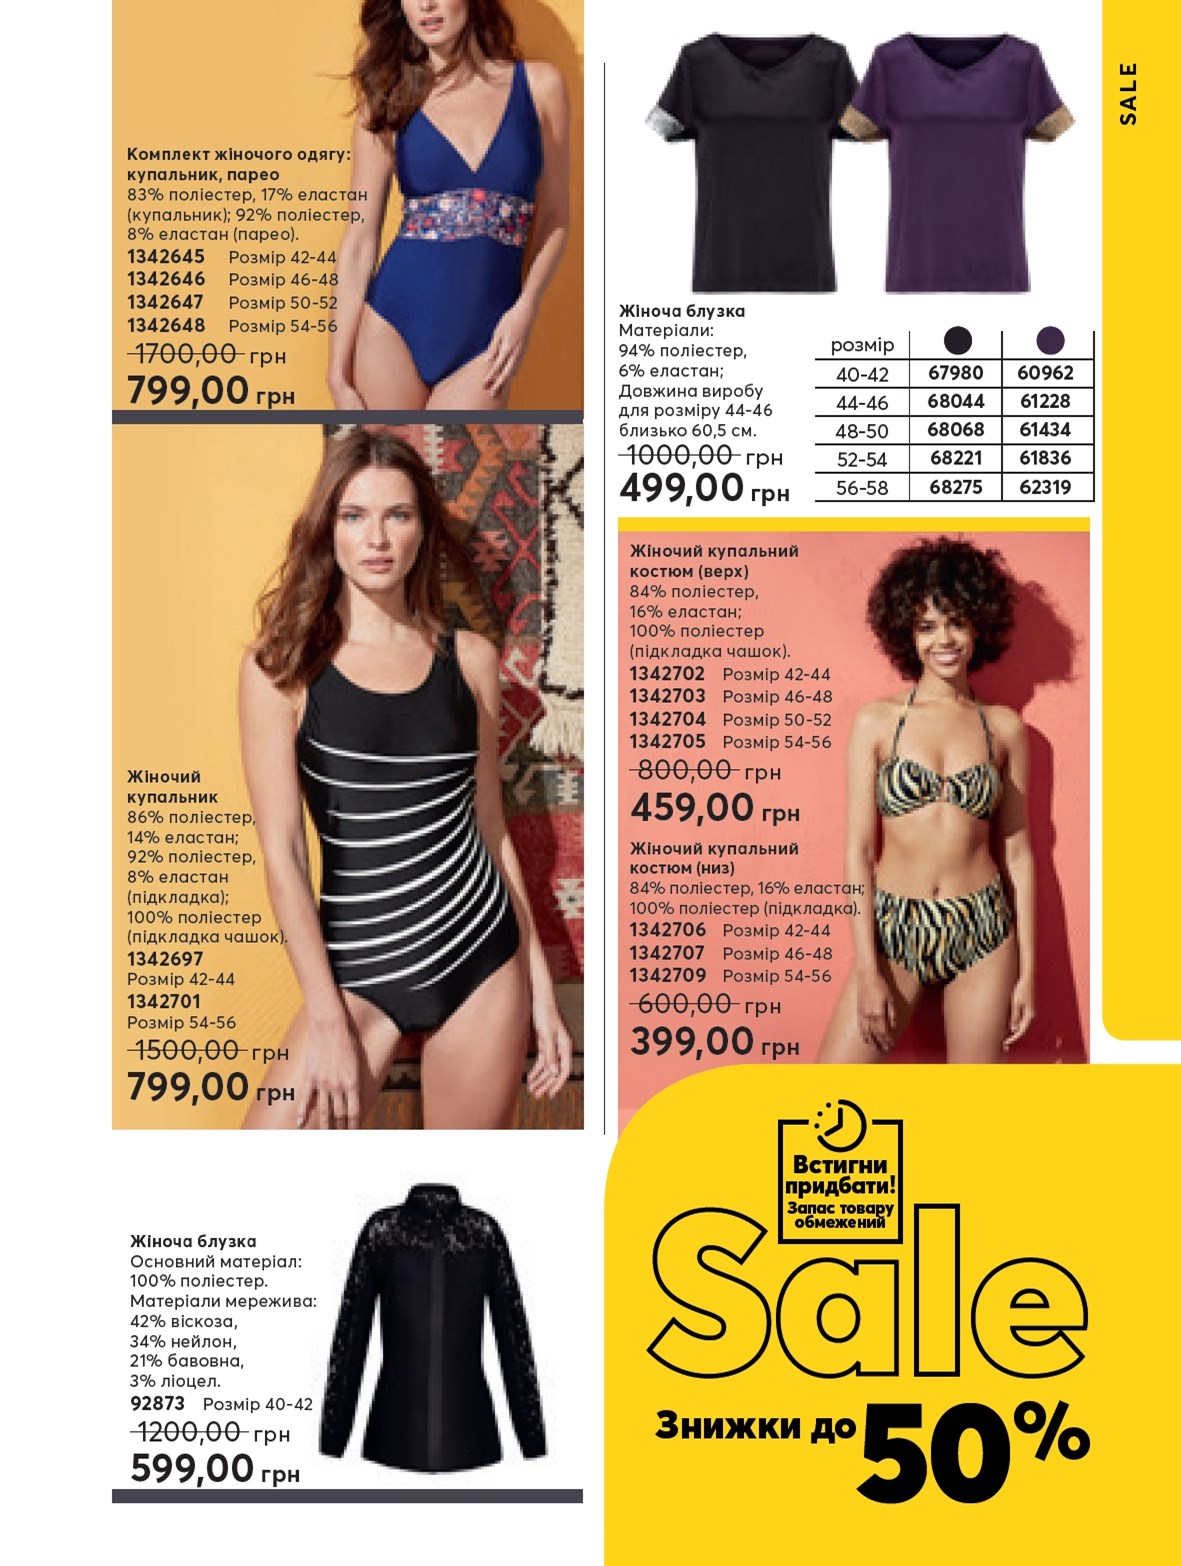 Комплект жіночого одягу:
купальник, парео
83% поліестер, 17% еластан
(купальник); 92% поліестер,
8% еластан (парео).
1342645 Розмір 42-44
1342646 Розмір 46-48
1342647 Розмір 50-52
1342648 Розмір 54-56
1700,00 грн
799,00 грн
Жіночий
купальник
86% поліестер,
14% еластан;
92% поліестер,
8% еластан
(підкладка);
100% поліестер
(підкладка чашок).
1342697
Розмір 42-44
1342701
Розмір 54-56
1500,00 грн
799,00 грн
Жіноча блузка
Основний матеріал:
100% поліестер.
Матеріали мережива:
42% віскоза,
34% нейлон,
21% бавовна,
3% ліоцел.
92873 Розмір 40-42
1200,00 грн
599,00 грн
SALE
Жіноча блузка
Матеріали:
94% поліестер,
6% еластан;
Довжина виробу
для розміру 44-46
близько 60,5 см.
1000,00 грн
499,00 грн
розмір
40-42 67980 60962
44-46 68044 61228
48-50 68068 61434
52-54 68221 61836
56-58 68275 62319
Жіночий купальний
костюм (верх)
84% поліестер,
16% еластан;
100% поліестер
(підкладка чашок).
1342702 Розмір 42-44
1342703 Розмір 46-48
1342704 Розмір 50-52
1342705 Розмір 54-56
800,00 грн
459,00 грн
Жіночий купальний
костюм (низ)
84% поліестер, 16% еластан;
100% поліестер (підкладка).
1342706 Розмір 42-44
1342707 Розмір 46-48
1342709 Розмір 54-56
600,00 грн
399,00 грн
Встигни
придбати!
Запас товару
обмежений
Sale
Знижки до 50%